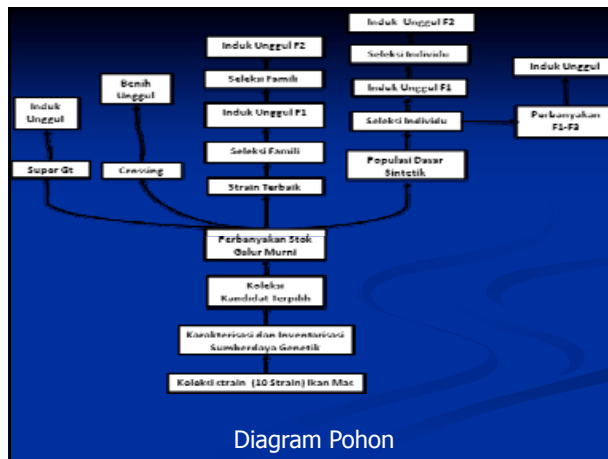 Induk Unggul F2
Seleksi Individu
Induk Unggul F1
Seleksi Individu
Populasi Dasar
Sintetik
Induk Unggul
Perbanyakan
F1-F3
Induk Unggul F2
Seleksi Famili
Induk Unggul F1
Seleksi Famili
Strain Terbaik
Benih
Unggul
Crossing
Induk
Unggul
Super Gt
Perbanyakan Stok
Galur Murni
Koleksi
Kandidat Terpilih
Karakterisasi dan Inventarisasi
Sumberdaya Genetik
Koleksi strain (10 Strain) Ikan Mas
Diagram Pohon